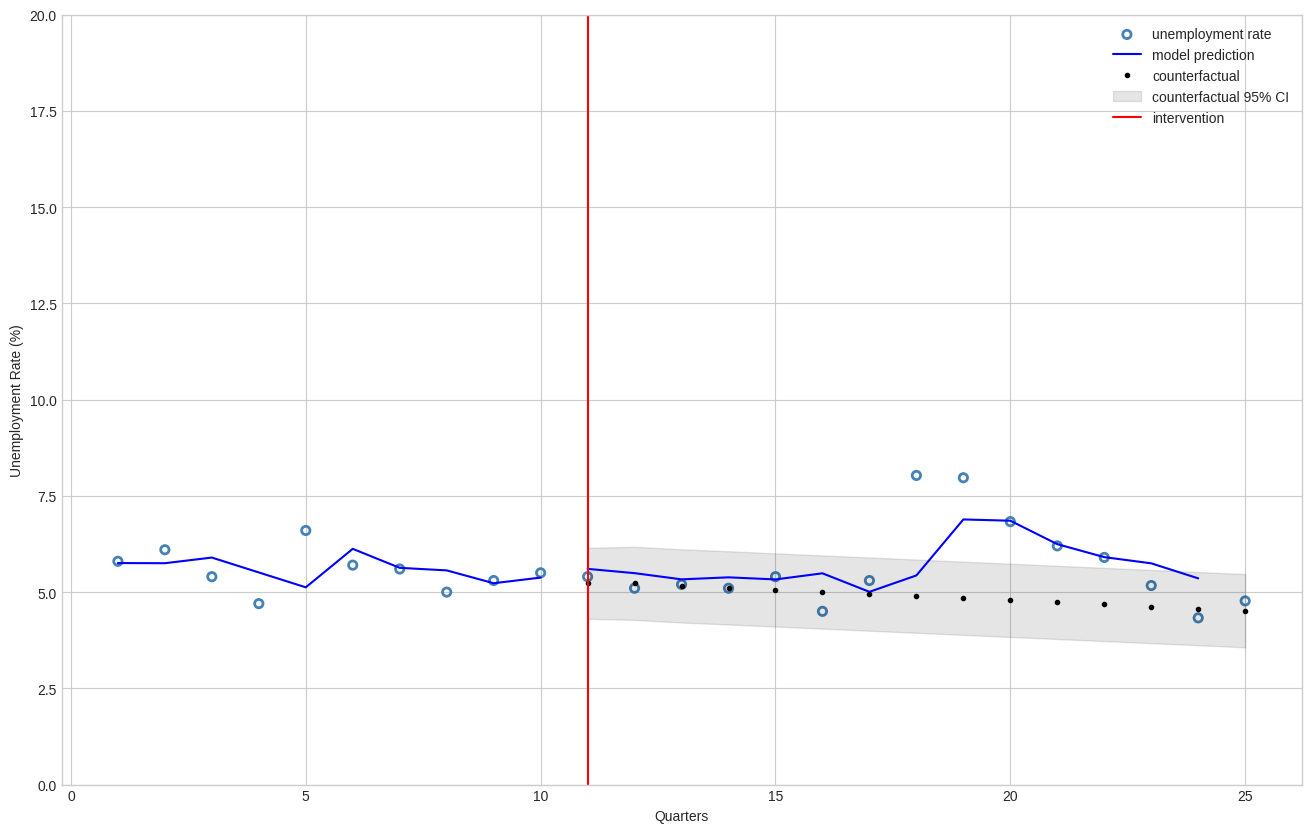 20.0
17.5
15.0
12.5
10.0
7.5
5.0
2.5
0.0
Unemployment Rate (%)
unemployment rate
model prediction
counterfactual
counterfactual 95% CI
intervention
0 5 10 15 20 25
Quarters